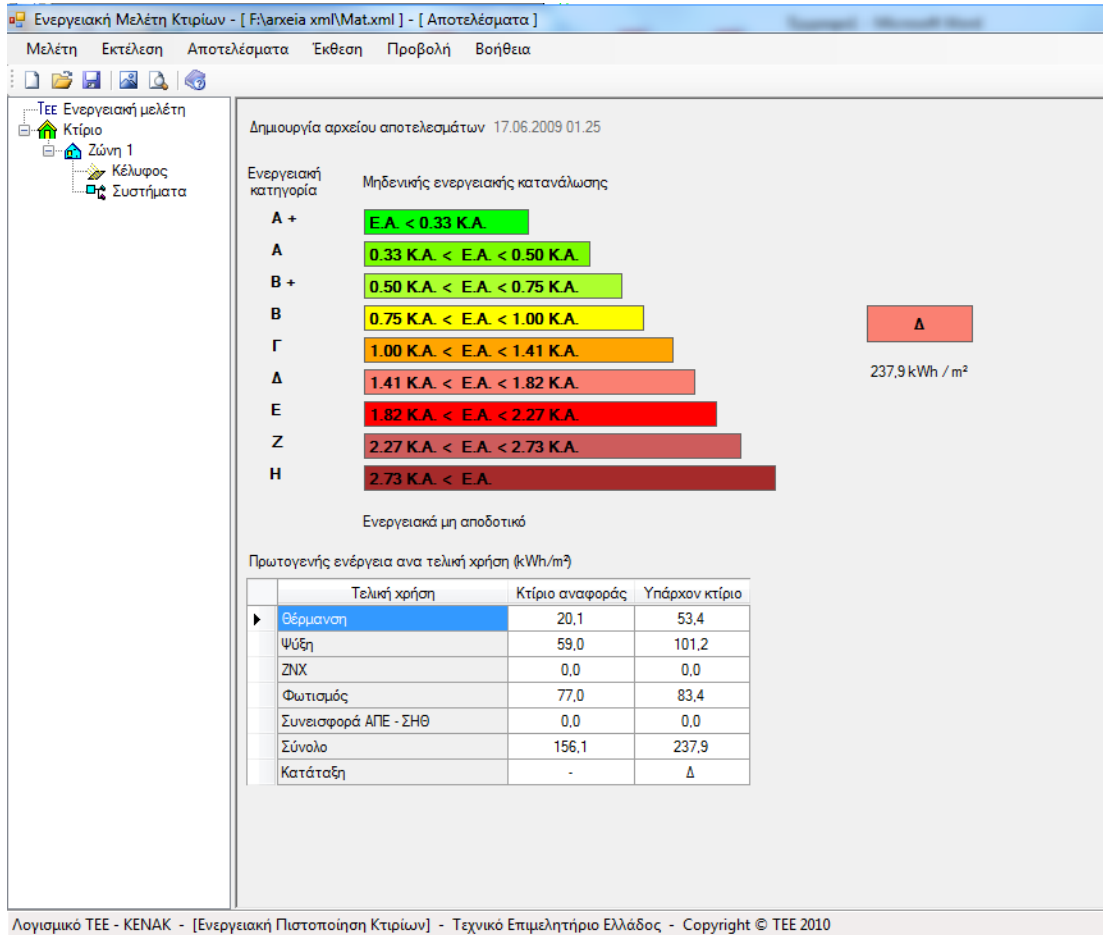 Ενεργειακή Μελέτη Κτιρίων - [ F:\arxeia xml\Mat.xml ] - [ Αποτελέσματα ]
Μελέτη Εκτέλεση Αποτελέσματα Έκθεση Προβολή Βοήθεια
ΤΕΕ Ενεργειακή μελέτη
Κτίριο
Ζώνη 1
Κέλυφος
Συστήματα
Δημιουργία αρχείου αποτελεσμάτων 17.06.2009 01.25
Ενεργειακή κατηγορία
Μηδενικής ενεργειακής κατανάλωσης
A + Ε.Α. < 0.33 Κ.Α.
A 0.33 Κ.Α. < Ε.Α. < 0.50 Κ.Α.
B + 0.50 Κ.Α. < Ε.Α. < 0.75 Κ.Α.
B 0.75 Κ.Α. < Ε.Α. < 1.00 Κ.Α.
Γ 1.00 Κ.Α. < Ε.Α. < 1.41 Κ.Α.
Δ 1.41 Κ.Α. < Ε.Α. < 1.82 Κ.Α.
Ε 1.82 Κ.Α. < Ε.Α. < 2.27 Κ.Α.
Ζ 2.27 Κ.Α. < Ε.Α. < 2.73 Κ.Α.
Η 2.73 Κ.Α. < Ε.Α.
Δ
237,9 kWh / m²
Ενεργειακά μη αποδοτικό
Πρωτογενής ενέργεια ανα τελική χρήση (kWh/m²)
Τελική χρήση Κτίριο αναφοράς Υπάρχον κτίριο
Θέρμανση 20,1 53,4
Ψύξη 59,0 101,2
ΖΝΧ 0,0 0,0
Φωτισμός 77,0 83,4
Συνεισφορά ΑΠΕ - ΣΗΘ 0,0 0,0
Σύνολο 156,1 237,9
Κατάταξη - Δ
Λογισμικό ΤΕΕ - ΚΕΝΑΚ - [Ενεργειακή Πιστοποίηση Κτιρίων] - Τεχνικό Επιμελητήριο Ελλάδος - Copyright © ΤΕΕ 2010